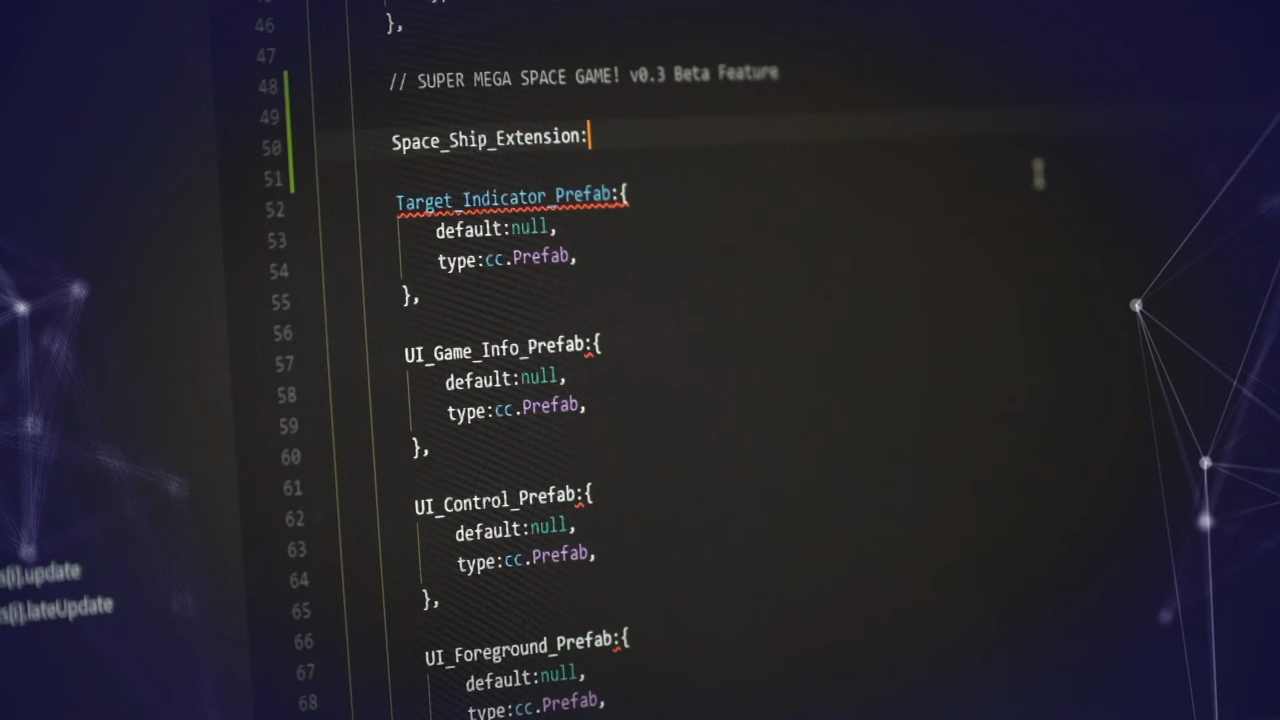 46
},
47
48 // SUPER MEGA SPACE GAME! v0.3 Beta Feature
49
50 Space_Ship_Extension:
51
52 Target_Indicator_Prefab:{
53 default:null,
54 type:cc.Prefab,
55 },
56
57 UI_Game_Info_Prefab:{
58 default:null,
59 type:cc.Prefab,
60 },
61
62 UI_Control_Prefab:{
63 default:null,
64 type:cc.Prefab,
65 },
66
67 UI_Foreground_Prefab:{
68 default:null,
type:cc.Prefab,
s[i].update
s[i].lateUpdate